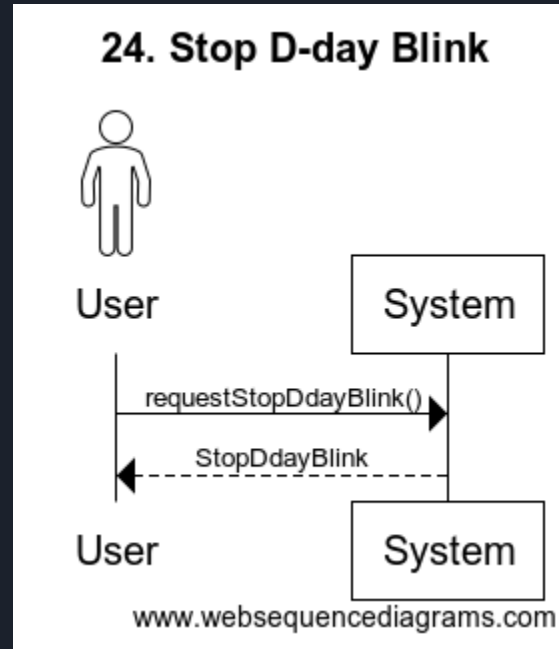 24. Stop D-day Blink
User
System
requestStopDdayBlink()
StopDdayBlink
User
System
www.websequencediagrams.com